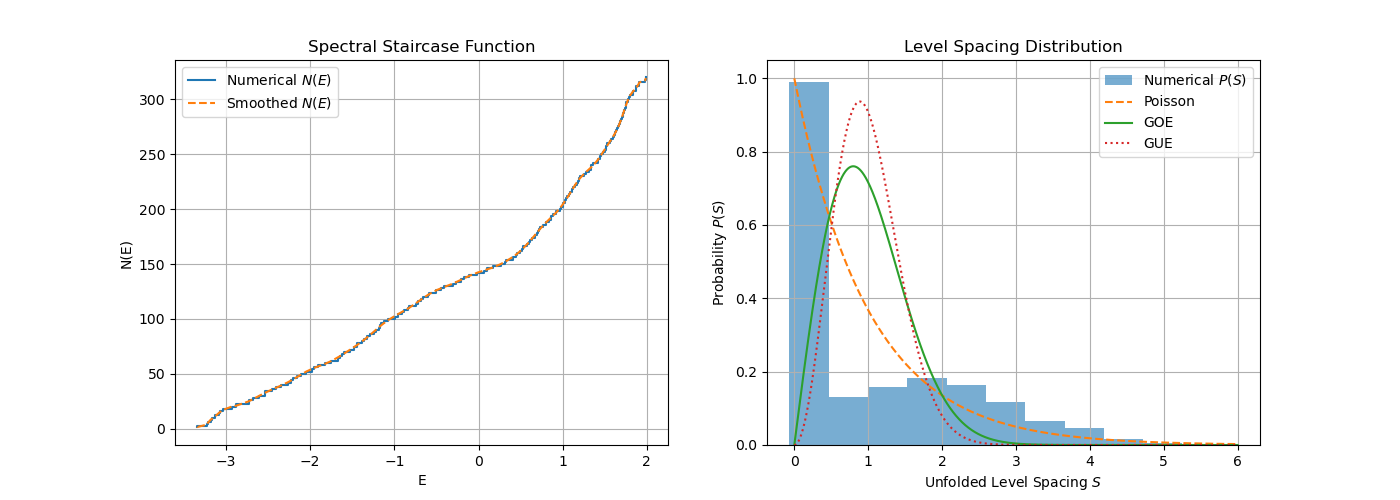 Spectral Staircase Function
Numerical N(E)
Smoothed N(E)
N(E)
300
250
200
150
100
50
0
−3
−2
−1
0
1
2
E
Level Spacing Distribution
Numerical P(S)
Poisson
GOE
GUE
Probability P(S)
1.0
0.8
0.6
0.4
0.2
0.0
0
1
2
3
4
5
6
Unfolded Level Spacing S